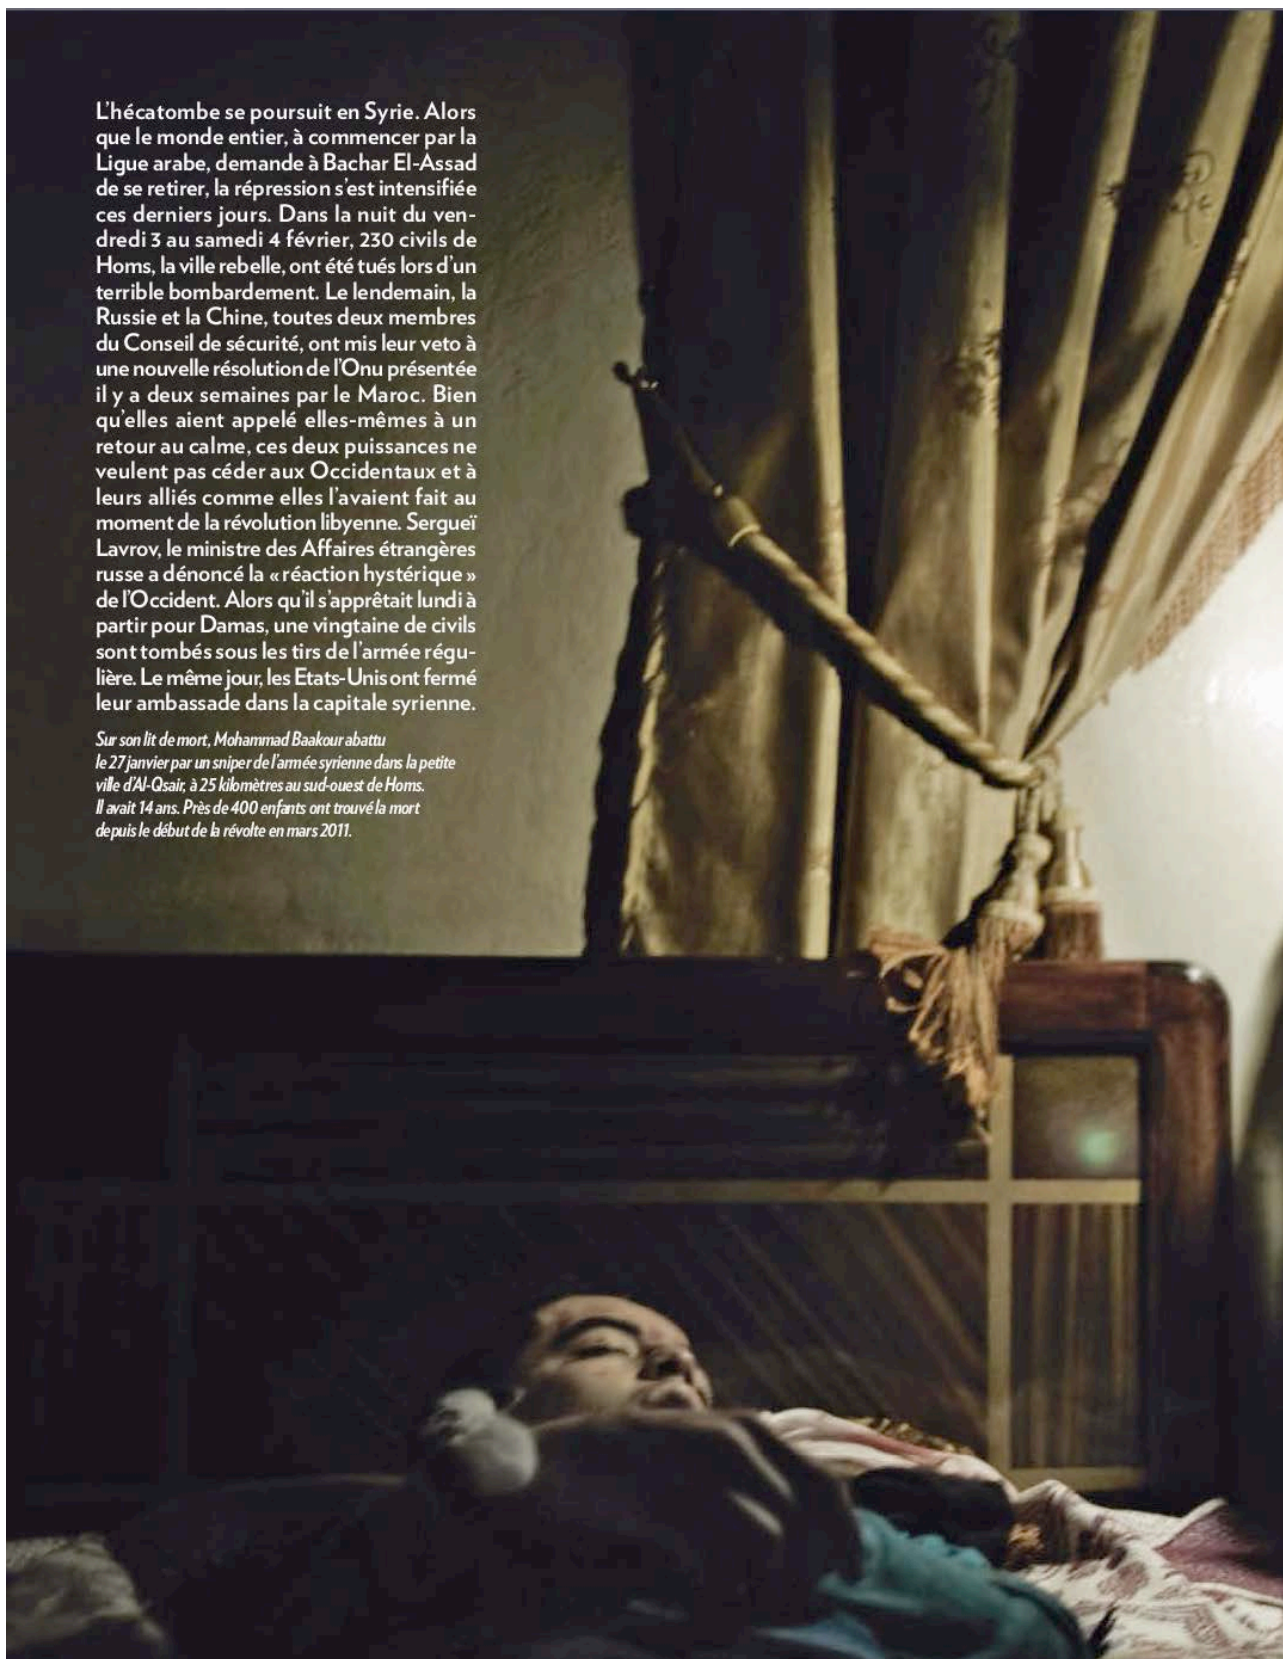 L'hécatombe se poursuit en Syrie. Alors
que le monde entier, à commencer par la
Ligue arabe, demande à Bachar El-Assad
de se retirer, la répression s'est intensifiée
ces derniers jours. Dans la nuit du ven-
dredi 3 au samedi 4 février, 230 civils de
Homs, la ville rebelle, ont été tués lors d'un
terrible bombardement. Le lendemain, la
Russie et la Chine, toutes deux membres
du Conseil de sécurité, ont mis leur veto à
une nouvelle résolution de l'Onu présentée
il y a deux semaines par le Maroc. Bien
qu'elles aient appelé elles-mêmes à un
retour au calme, ces deux puissances ne
veulent pas céder aux Occidentaux et à
leurs alliés comme elles l'avaient fait au
moment de la révolution libyenne. Sergueï
Lavrov, le ministre des Affaires étrangères
russe a dénoncé la « réaction hystérique »
de l'Occident. Alors qu'il s'apprêtait lundi à
partir pour Damas, une vingtaine de civils
sont tombés sous les tirs de l'armée régu-
lière. Le même jour, les Etats-Unis ont fermé
leur ambassade dans la capitale syrienne.
Sur son lit de mort, Mohammad Baakour abattu
le 27 janvier par un sniper de l'armée syrienne dans la petite
ville d'Al-Qsair, à 25 kilomètres au sud-ouest de Homs.
Il avait 14 ans. Près de 400 enfants ont trouvé la mort
depuis le début de la révolte en mars 2011.